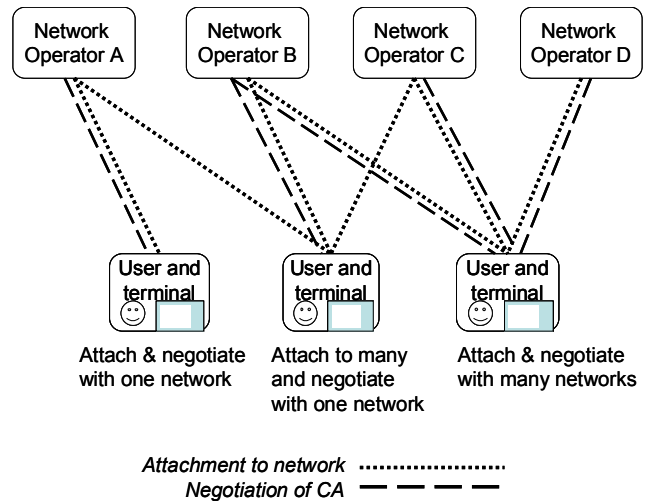 Network
Operator A
Network
Operator B
Network
Operator C
Network
Operator D
User and
terminal
User and
terminal
User and
terminal
Attach & negotiate
with one network
Attach to many
and negotiate
with one network
Attach & negotiate
with many networks
Attachment to network
Negotiation of CA